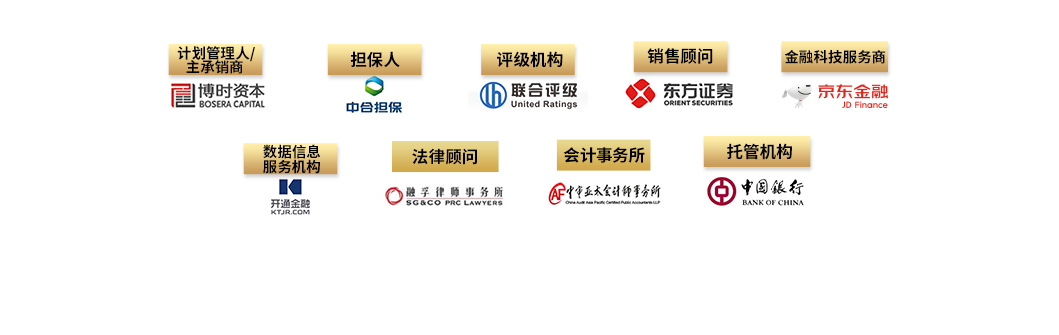 计划管理人/
主承销商
博时资本
BOSERA CAPITAL
担保人
中合担保
评级机构
联合评级
United Ratings
销售顾问
东方证券
ORIENT SECURITIES
金融科技服务商
京东金融
JD Finance
数据信息
服务机构
开通金融
KTJR.COM
法律顾问
融孚律师事务所
SG&CO PRC LAWYERS
会计事务所
中审亚太会计师事务所
China Audit Asia Pacific Certified Public Accountants LLP
托管机构
中国银行
BANK OF CHINA